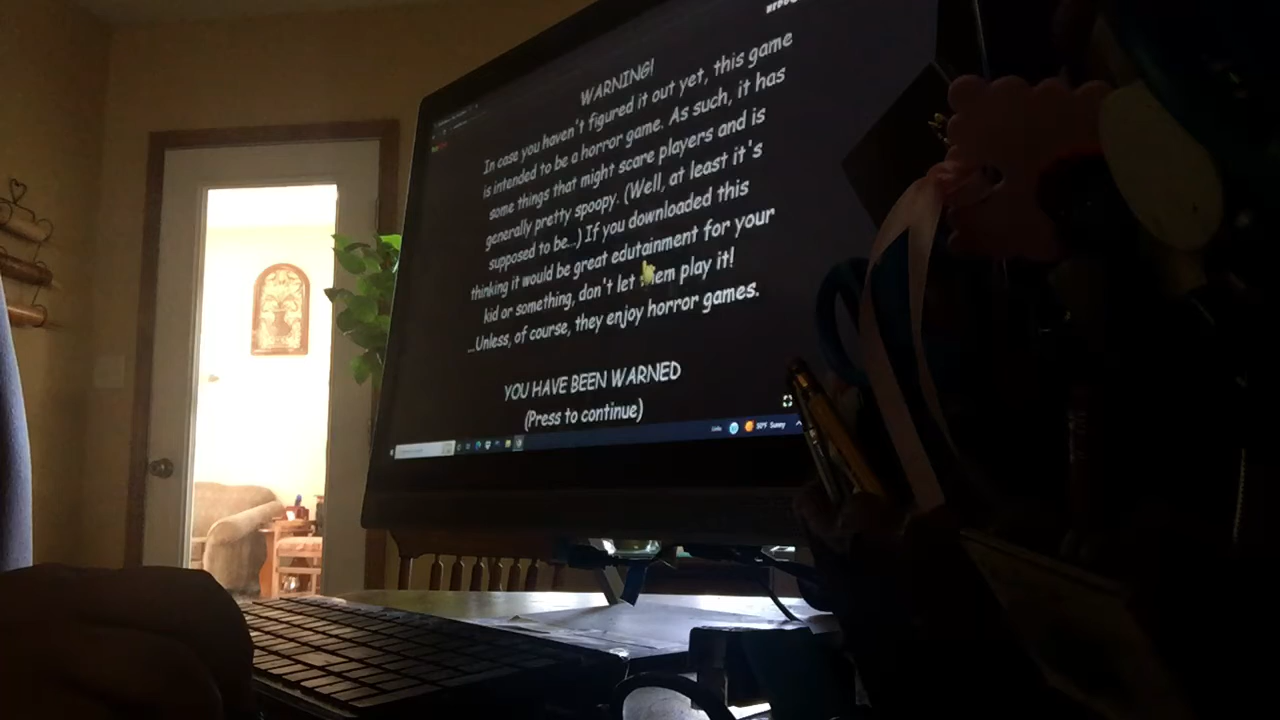 WARNING!
In case you haven't figured it out yet, this game
is intended to be a horror game. As such, it has
some things that might scare players and is
generally pretty spoopy. (Well, at least it's
supposed to be...) If you downloaded this
thinking it would be great edutainment for your
kid or something, don't let them play it!
...Unless, of course, they enjoy horror games.
YOU HAVE BEEN WARNED
(Press to continue)
50°F Sunny